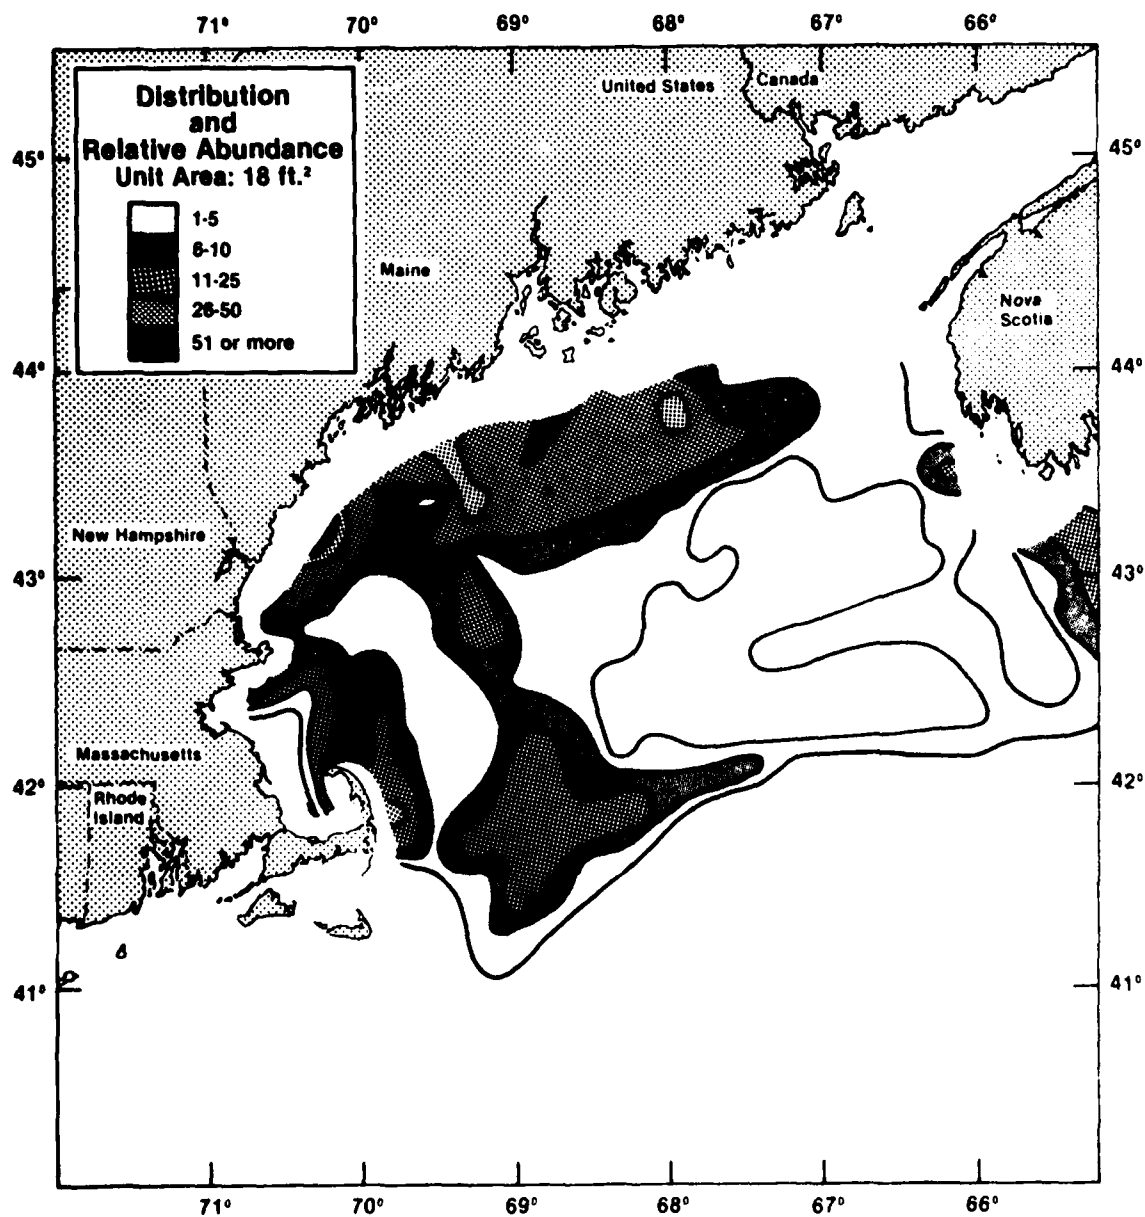 71° 70° 69° 68° 67° 66°
United States
Canada
Distribution
and
Relative Abundance
Unit Area: 18 ft.²
1-5
6-10
11-25
26-50
51 or more
45° 45°
Maine
Nova
Scotia
44° 44°
New Hampshire
43° 43°
Massachusetts
42° 42°
Rhode
Island
41° 41°
71° 70° 69° 68° 67° 66°